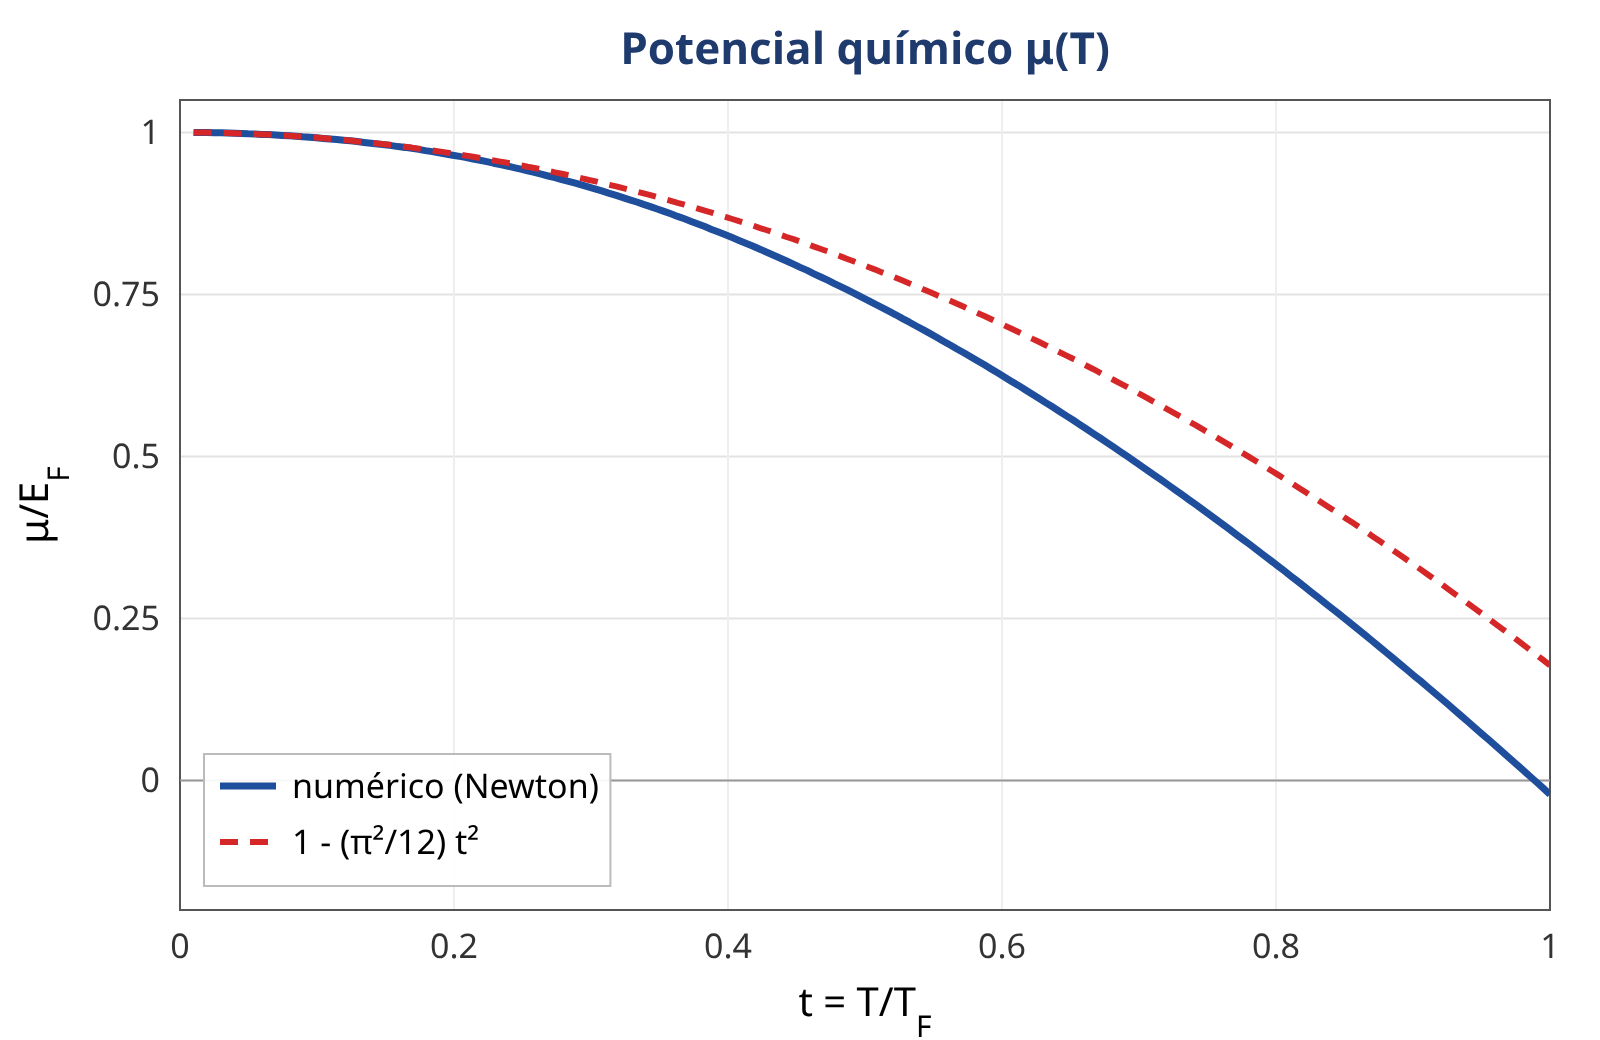 Potencial químico μ(T)
1
0.75
0.5
0.25
0
μ/E_F
numérico (Newton)
1 - (π²/12) t²
0 0.2 0.4 0.6 0.8 1
t = T/T_F